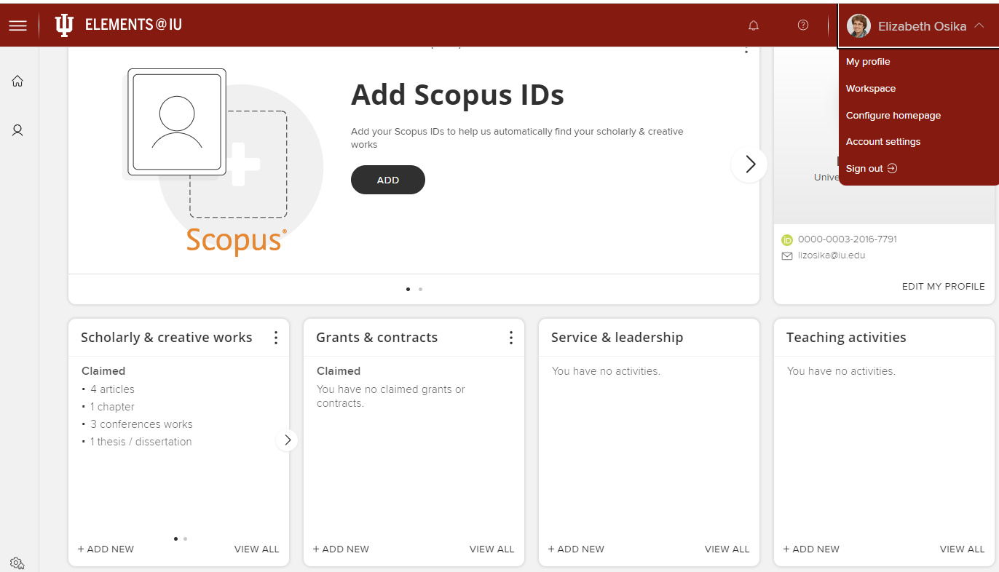 ELEMENTS@IU
Elizabeth Osika
My profile
Workspace
Configure homepage
Account settings
Sign out
Add Scopus IDs
Add your Scopus IDs to help us automatically find your scholarly & creative
works
ADD
Scopus®
Unive
iD 0000-0003-2016-7791
lizosika@iu.edu
EDIT MY PROFILE
Scholarly & creative works
Claimed
• 4 articles
• 1 chapter
• 3 conferences works
• 1 thesis / dissertation
+ ADD NEW
VIEW ALL
Grants & contracts
Claimed
You have no claimed grants or
contracts.
+ ADD NEW
VIEW ALL
Service & leadership
You have no activities.
+ ADD NEW
VIEW ALL
Teaching activities
You have no activities.
+ ADD NEW
VIEW ALL